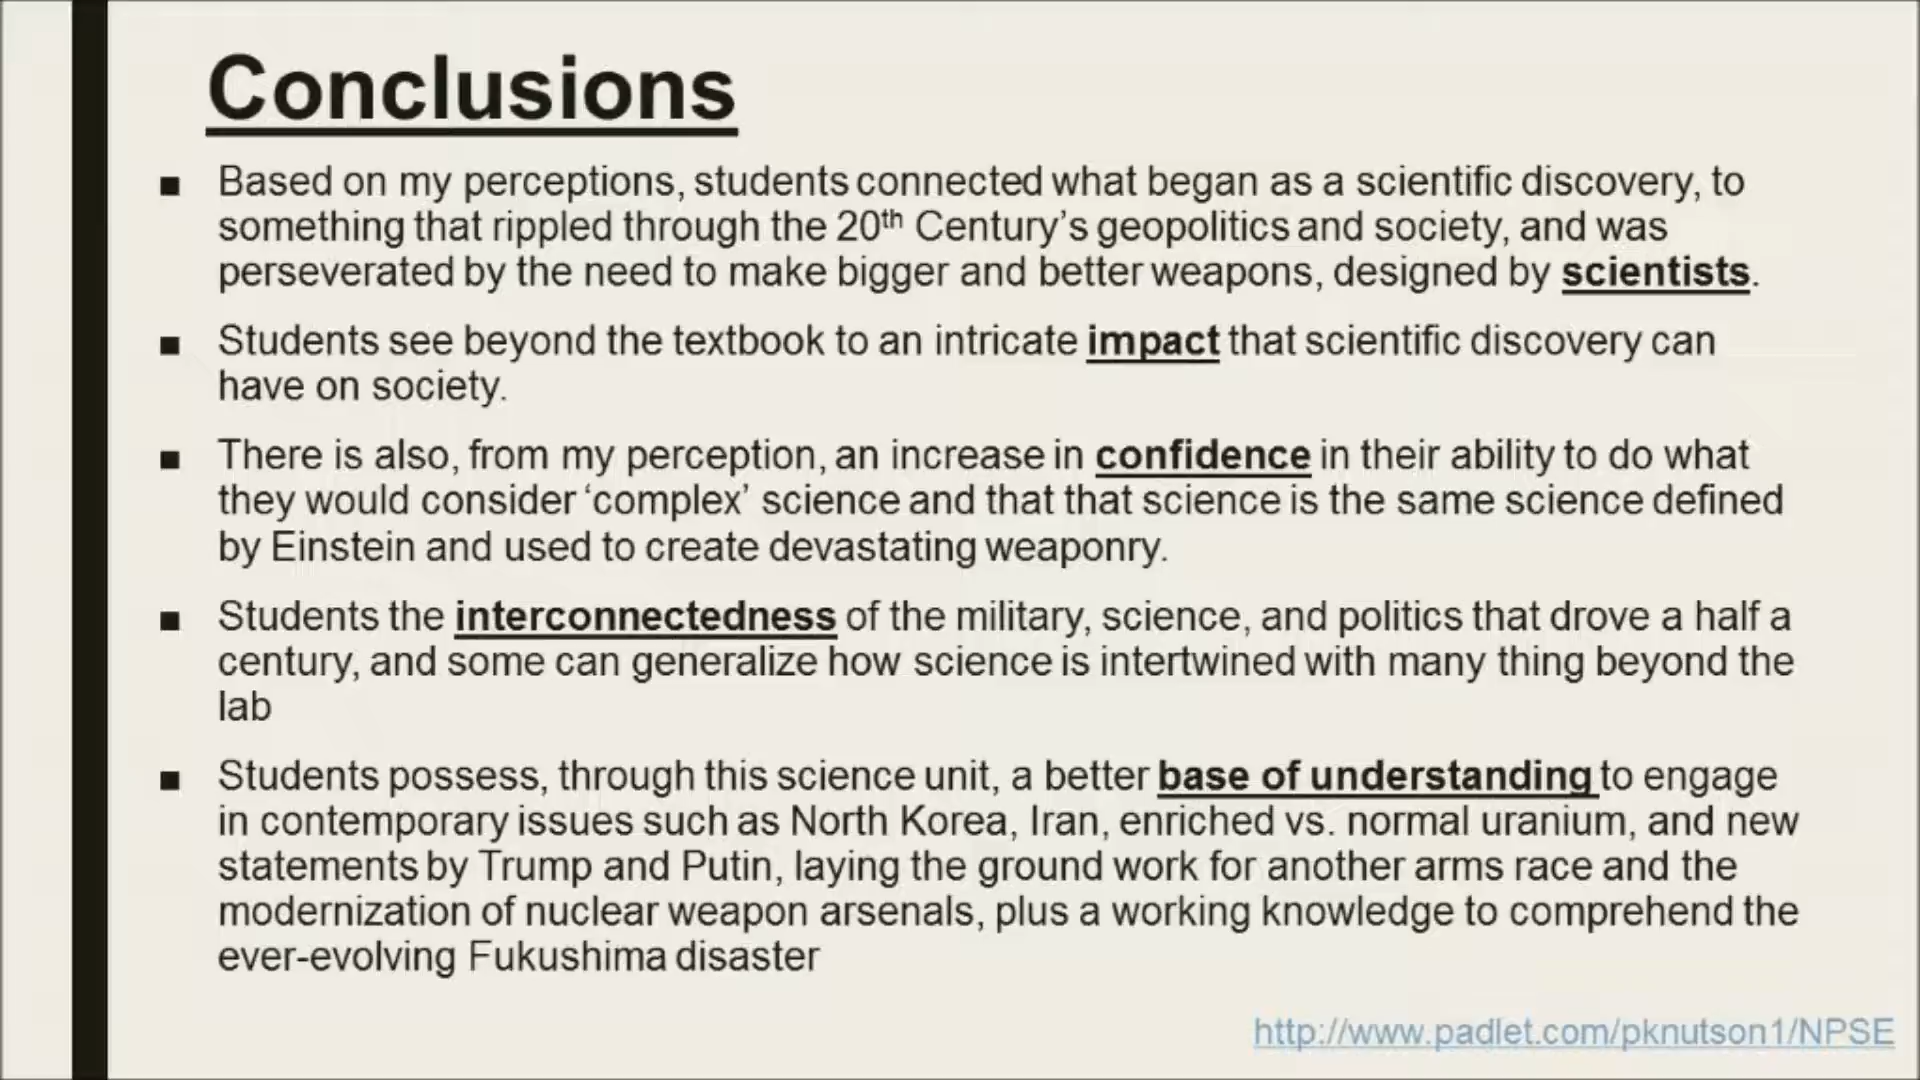 Conclusions
■ Based on my perceptions, students connected what began as a scientific discovery, to
something that rippled through the 20th Century's geopolitics and society, and was
perseverated by the need to make bigger and better weapons, designed by scientists.
■ Students see beyond the textbook to an intricate impact that scientific discovery can
have on society.
■ There is also, from my perception, an increase in confidence in their ability to do what
they would consider 'complex' science and that that science is the same science defined
by Einstein and used to create devastating weaponry.
■ Students the interconnectedness of the military, science, and politics that drove a half a
century, and some can generalize how science is intertwined with many thing beyond the
lab
■ Students possess, through this science unit, a better base of understanding to engage
in contemporary issues such as North Korea, Iran, enriched vs. normal uranium, and new
statements by Trump and Putin, laying the ground work for another arms race and the
modernization of nuclear weapon arsenals, plus a working knowledge to comprehend the
ever-evolving Fukushima disaster
http://www.padlet.com/pknutson1/NPSE